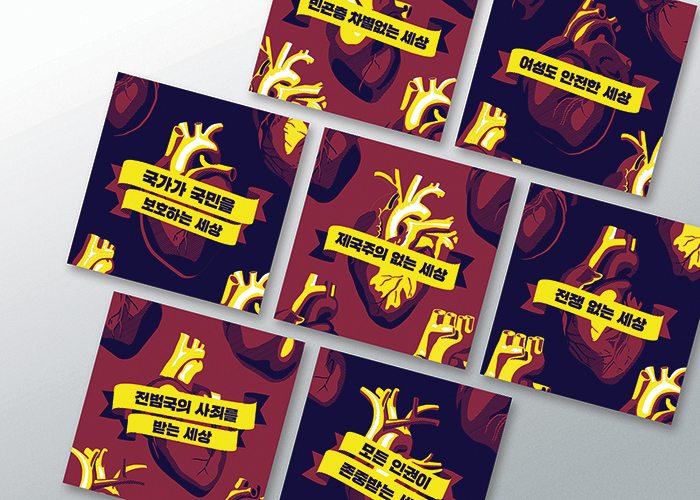 빈곤층 차별없는 세상
여성도 안전한 세상
국가가 국민을
보호하는 세상
제국주의 없는 세상
전쟁 없는 세상
전범국의 사죄를
받는 세상
모든 인권이
존중받는